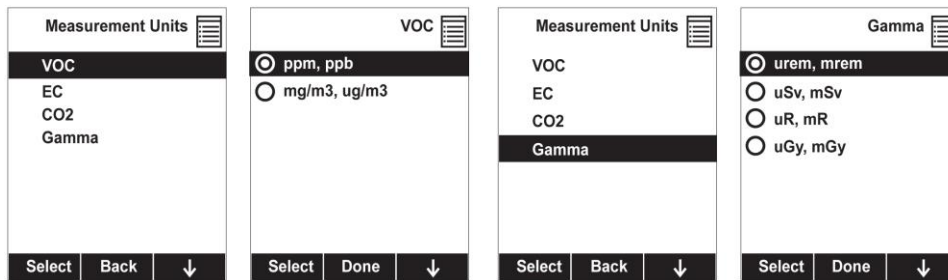 Measurement Units
VOC
EC
CO2
Gamma
Select Back ↓
VOC
ppm, ppb
mg/m3, ug/m3
Select Done ↓
Measurement Units
VOC
EC
CO2
Gamma
Select Back ↓
Gamma
urem, mrem
uSv, mSv
uR, mR
uGy, mGy
Select Done ↓